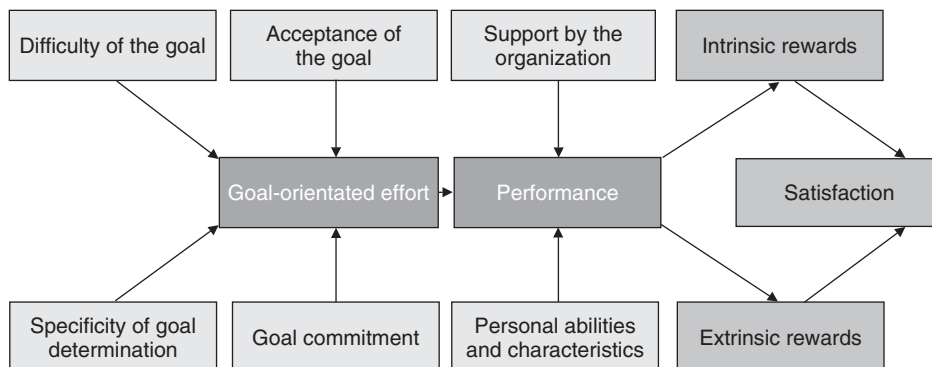 Difficulty of the goal
Acceptance of
the goal
Support by the
organization
Intrinsic rewards
Goal-orientated effort
Performance
Satisfaction
Specificity of goal
determination
Goal commitment
Personal abilities
and characteristics
Extrinsic rewards